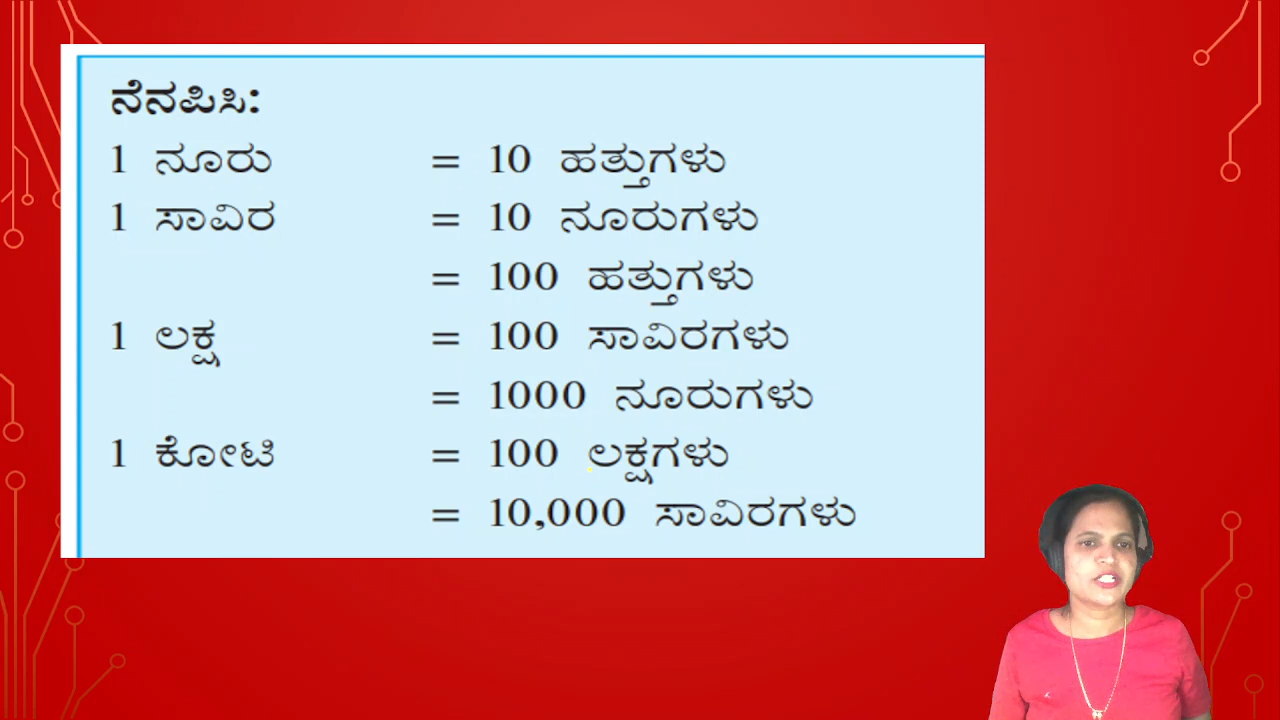 ನೆನಪಿಸಿ:
1 ನೂರು = 10 ಹತ್ತುಗಳು
1 ಸಾವಿರ = 10 ನೂರುಗಳು
= 100 ಹತ್ತುಗಳು
1 ಲಕ್ಷ = 100 ಸಾವಿರಗಳು
= 1000 ನೂರುಗಳು
1 ಕೋಟಿ = 100 ಲಕ್ಷಗಳು
= 10,000 ಸಾವಿರಗಳು